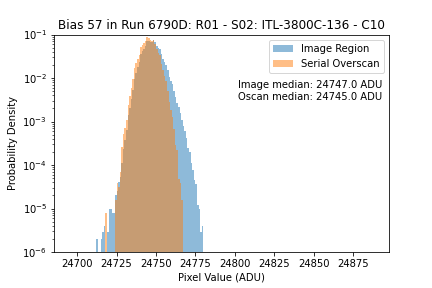 Bias 57 in Run 6790D: R01 - S02: ITL-3800C-136 - C10
Image Region
Serial Overscan
Image median: 24747.0 ADU
Oscan median: 24745.0 ADU
Probability Density
10⁻¹
10⁻²
10⁻³
10⁻⁴
10⁻⁵
10⁻⁶
24700 24725 24750 24775 24800 24825 24850 24875
Pixel Value (ADU)